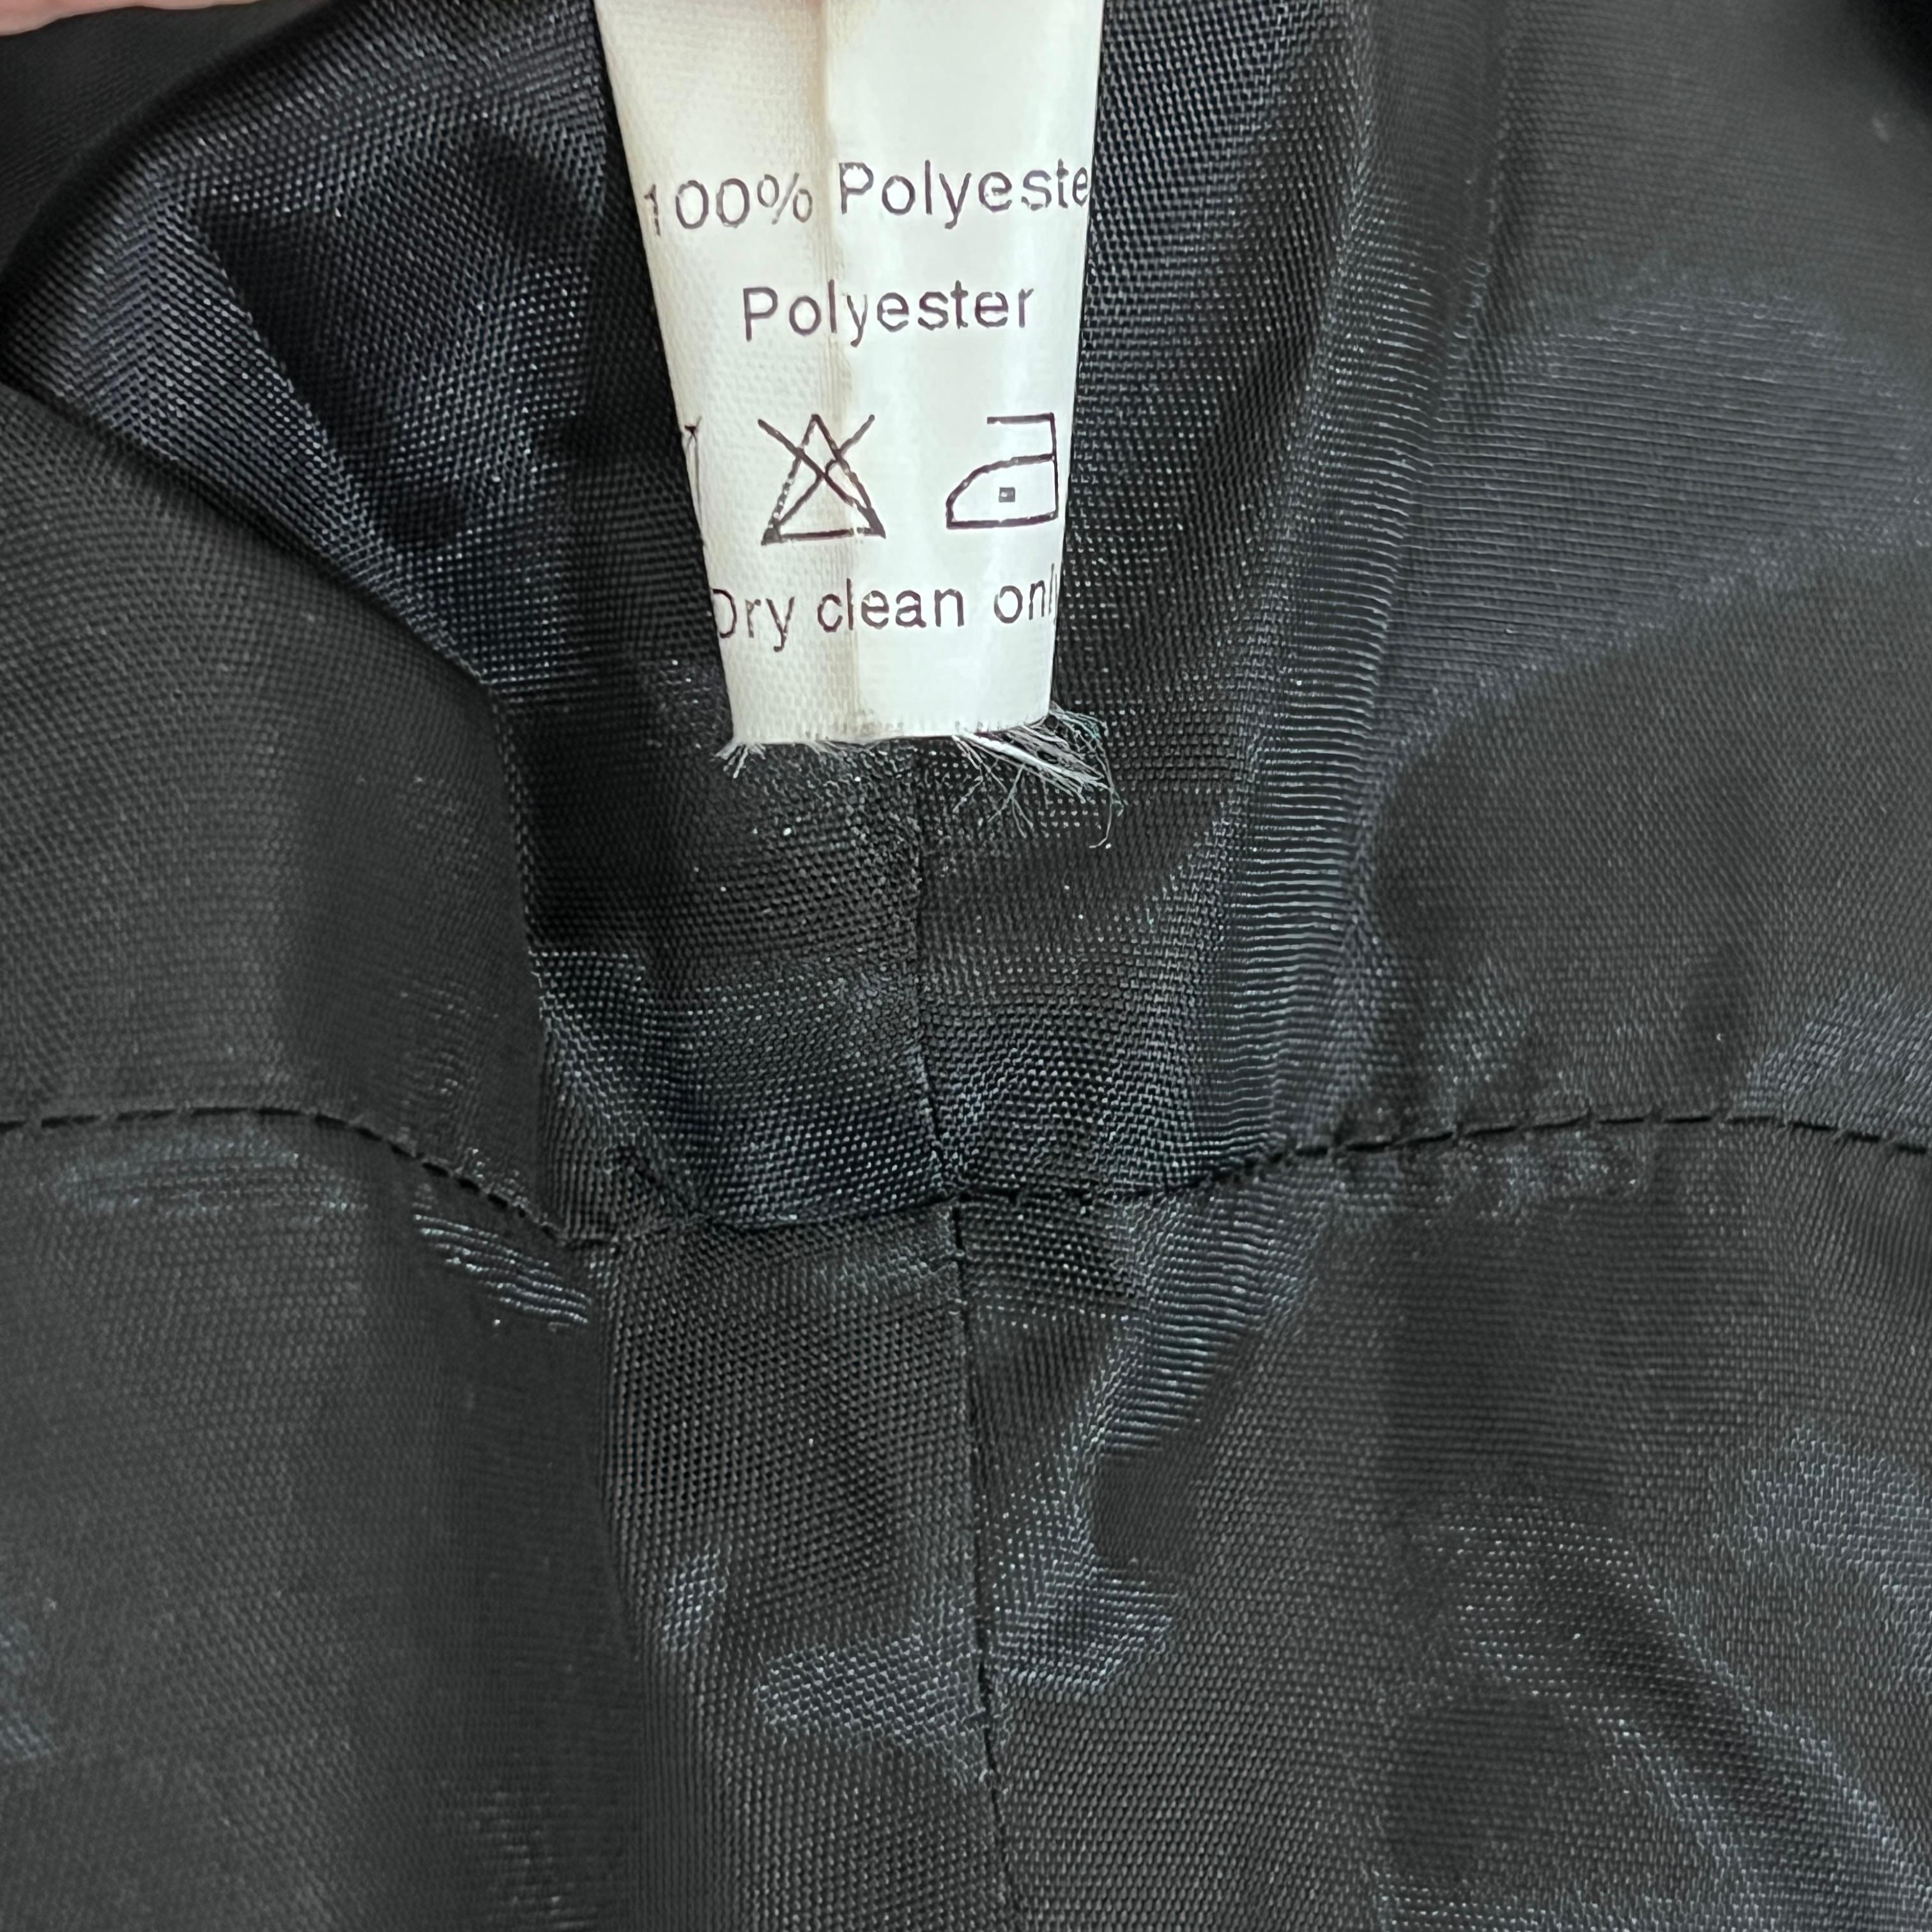 100% Polyeste
Polyester
Dry clean onl